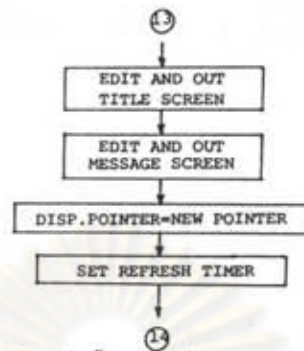 13
EDIT AND OUT
TITLE SCREEN
EDIT AND OUT
MESSAGE SCREEN
DISP.POINTER=NEW POINTER
SET REFRESH TIMER
14